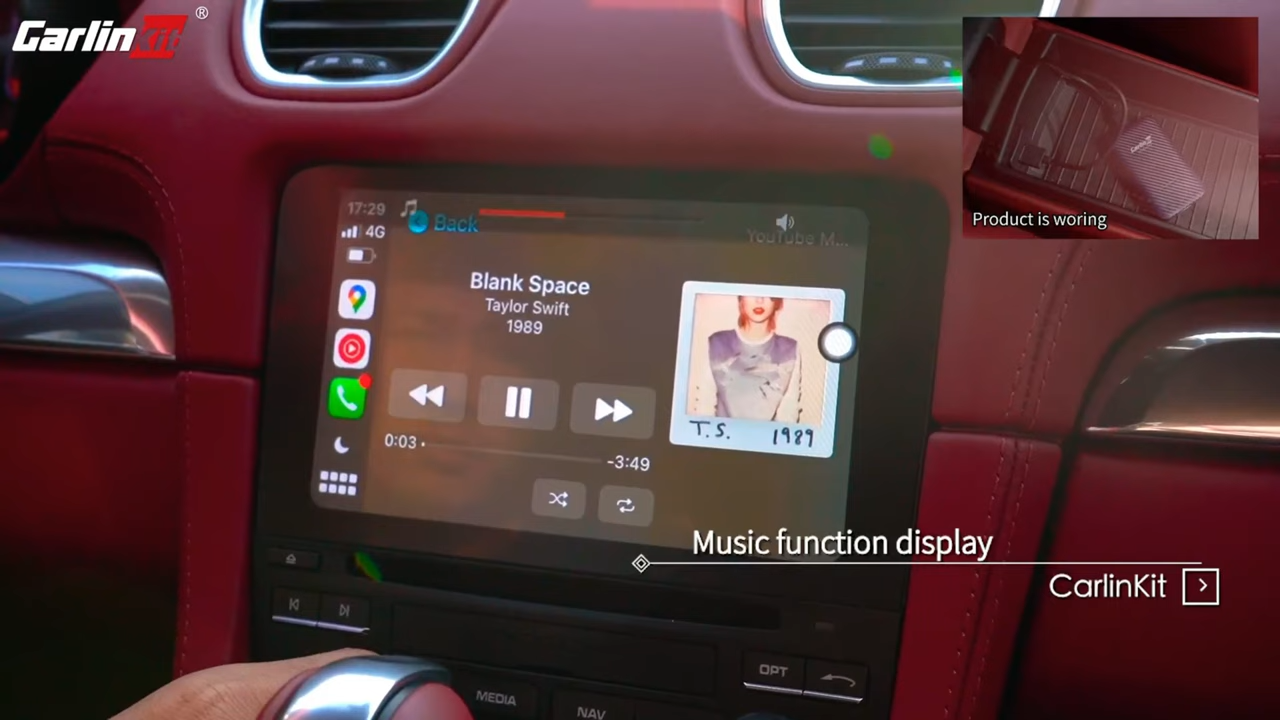 CarlinKit®
Product is woring
17:29
4G
Back
YouTube M...
Blank Space
Taylor Swift
1989
0:03
-3:49
T.S. 1989
Music function display
CarlinKit
OPT
MEDIA
NAV